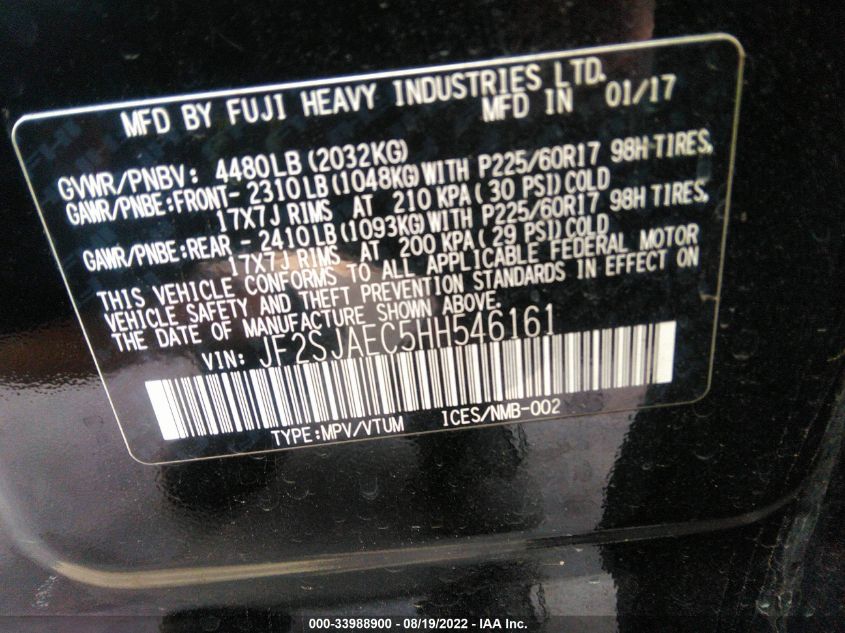 MFD BY FUJI HEAVY INDUSTRIES LTD.
MFD IN 01/17
GVWR/PNBV: 4480LB (2032KG)
GAWR/PNBE:FRONT- 2310LB(1048KG)WITH P225/60R17 98H TIRES,
17X7J RIMS AT 210 KPA( 30 PSI)COLD
GAWR/PNBE:REAR - 2410LB(1093KG)WITH P225/60R17 98H TIRES,
17X7J RIMS AT 200 KPA( 29 PSI)COLD
THIS VEHICLE CONFORMS TO ALL APPLICABLE FEDERAL MOTOR
VEHICLE SAFETY AND THEFT PREVENTION STANDARDS IN EFFECT ON
THE DATE OF MANUFACTURE SHOWN ABOVE.
VIN: JF2SJAEC5HH546161
TYPE:MPV/VTUM ICES/NMB-002
000-33988900 - 08/19/2022 - IAA Inc.